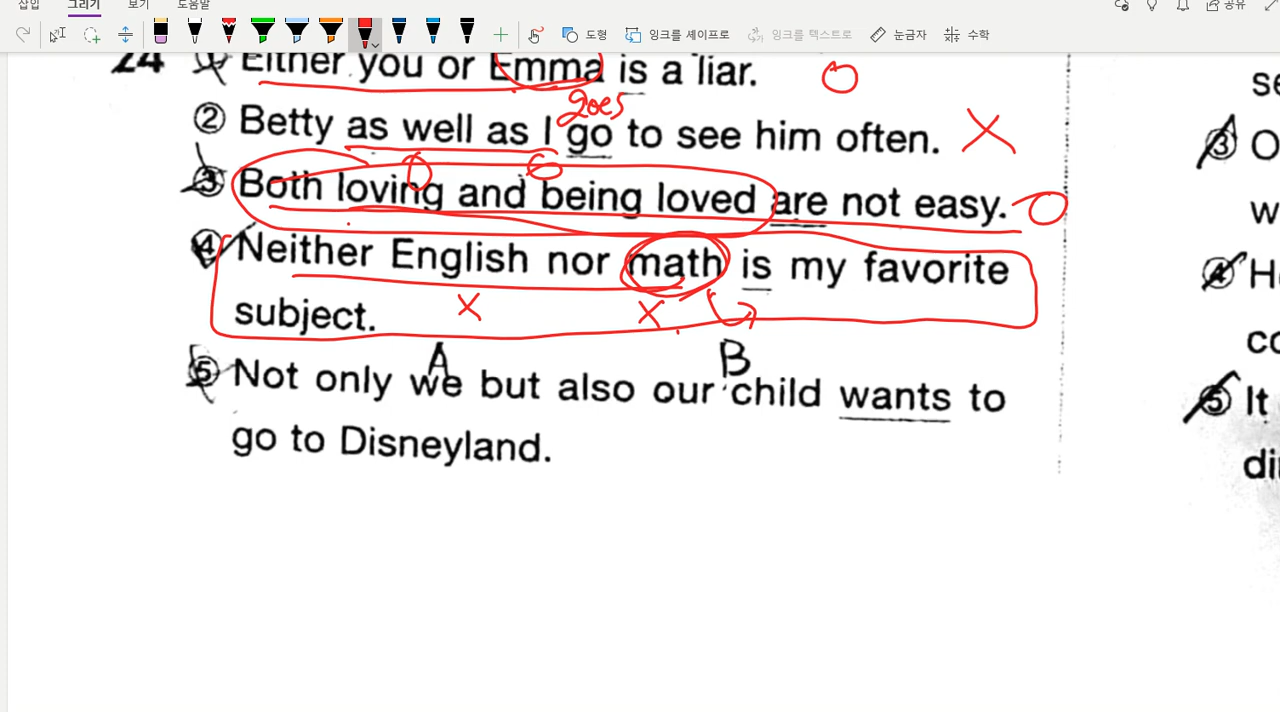 삽입 그리기 보기 도움말 공유
도형 잉크를 셰이프로 잉크를 텍스트로 눈금자 수학
24 ① Either you or Emma is a liar. O
goes
② Betty as well as I go to see him often. X
③ Both loving and being loved are not easy. O
④ Neither English nor math is my favorite
subject. X X
A B
⑤ Not only we but also our child wants to
go to Disneyland.
se
③ O
w
④ H
co
⑤ It
di